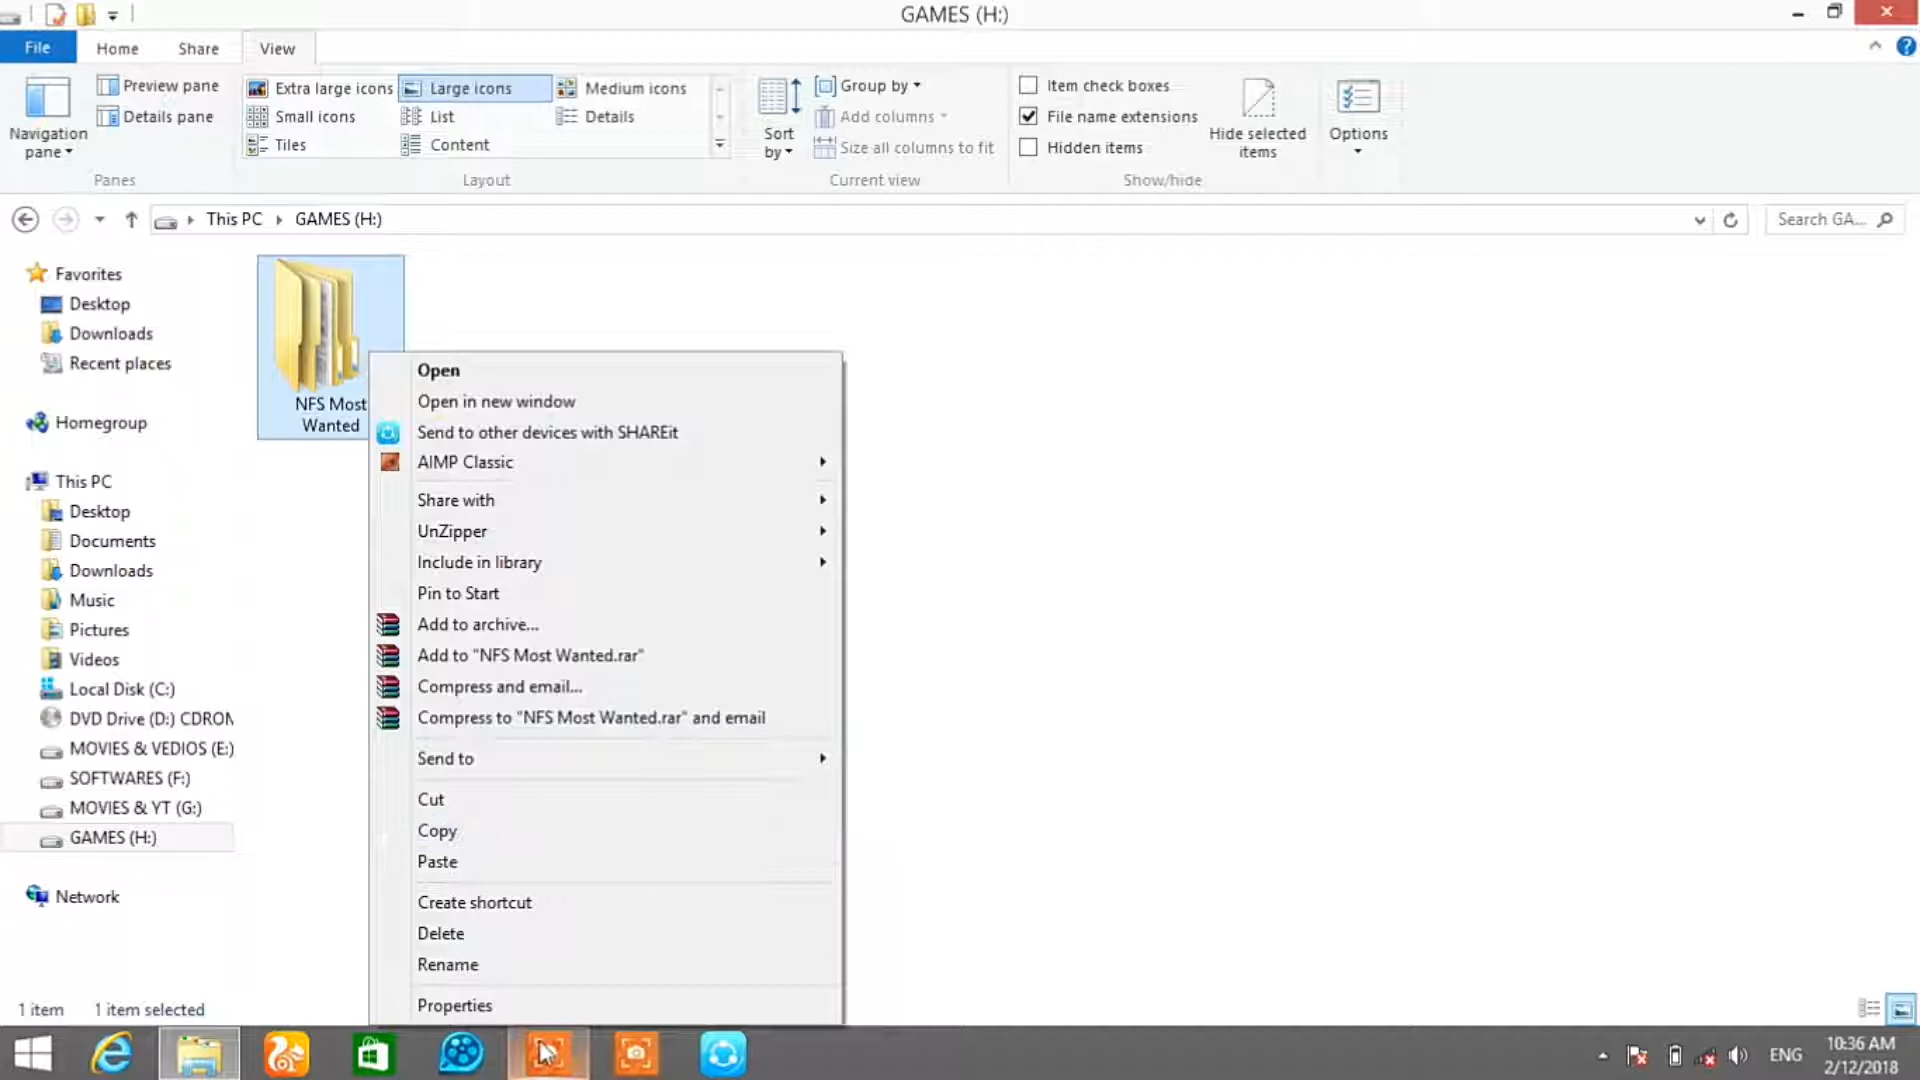 GAMES (H:)
File
Home
Share
View
Navigation
pane
Preview pane
Details pane
Panes
Extra large icons
Large icons
Medium icons
Small icons
List
Details
Tiles
Content
Layout
Sort
by
Group by
Add columns
Size all columns to fit
Current view
Item check boxes
File name extensions
Hidden items
Hide selected
items
Show/hide
Options
This PC
GAMES (H:)
Search GA...
Favorites
Desktop
Downloads
Recent places
Homegroup
This PC
Desktop
Documents
Downloads
Music
Pictures
Videos
Local Disk (C:)
DVD Drive (D:) CDROM
MOVIES & VEDIOS (E:)
SOFTWARES (F:)
MOVIES & YT (G:)
GAMES (H:)
Network
NFS Most
Wanted
Open
Open in new window
Send to other devices with SHAREit
AIMP Classic
Share with
UnZipper
Include in library
Pin to Start
Add to archive...
Add to "NFS Most Wanted.rar"
Compress and email...
Compress to "NFS Most Wanted.rar" and email
Send to
Cut
Copy
Paste
Create shortcut
Delete
Rename
Properties
1 item
1 item selected
ENG
10:36 AM
2/12/2018